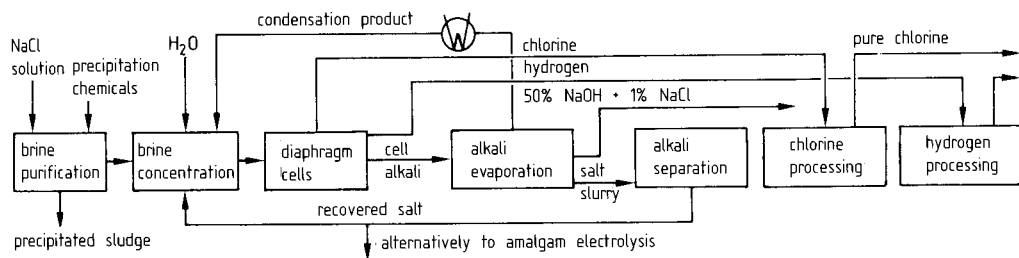 condensation product
W
NaCl
solution
precipitation
chemicals
H₂O
chlorine
hydrogen
50% NaOH + 1% NaCl
pure chlorine
brine
purification
brine
concentration
diaphragm
cells
cell
alkali
alkali
evaporation
salt
slurry
alkali
separation
chlorine
processing
hydrogen
processing
recovered salt
precipitated sludge
alternatively to amalgam electrolysis